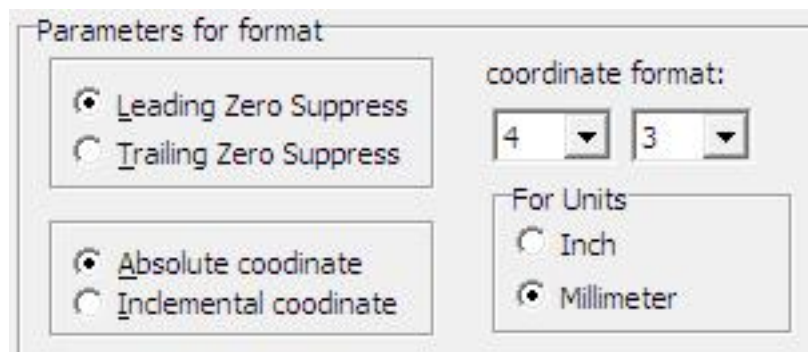 Parameters for format
Leading Zero Suppress
Trailing Zero Suppress
coordinate format:
4 3
Absolute coodinate
Inclemental coodinate
For Units
Inch
Millimeter